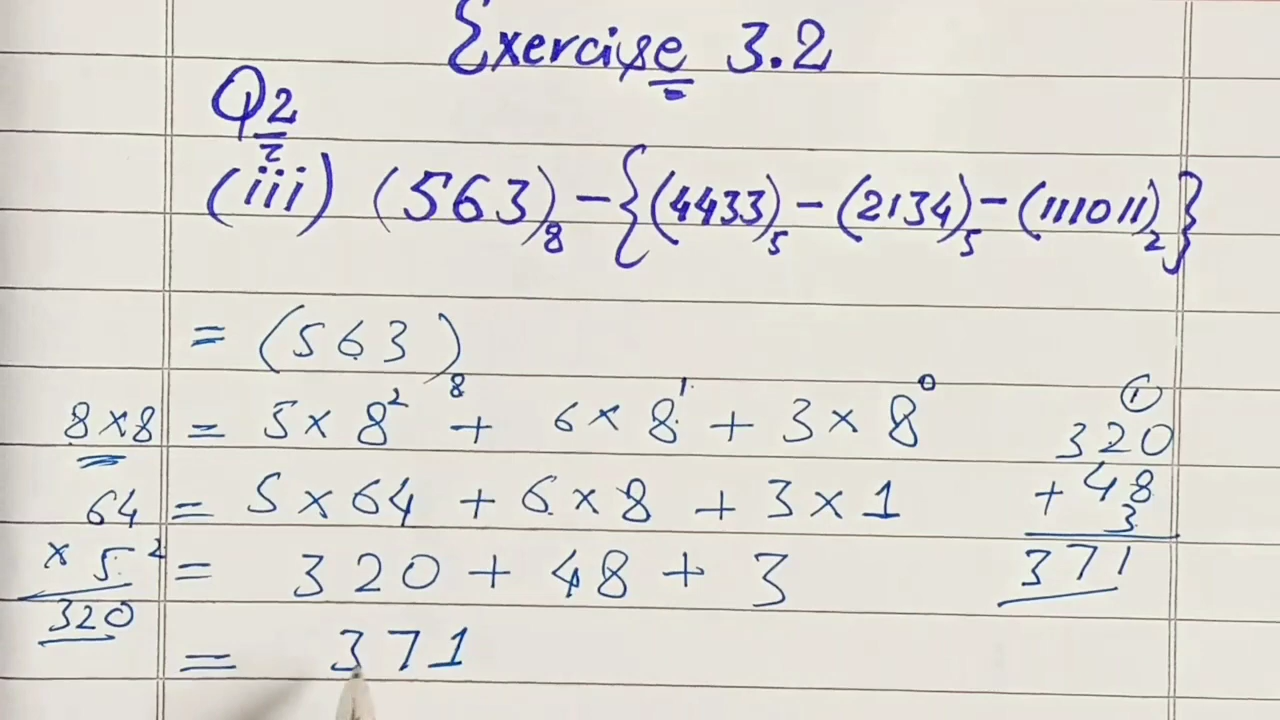 Exercise 3.2
Q2
(iii) (563)₈ - {(4433)₅ - (2134)₅ - (111011)₂}
= (563)₈
8×8 = 5 × 8² + 6 × 8¹ + 3 × 8⁰
64 = 5 × 64 + 6 × 8 + 3 × 1
× 5 ² = 320 + 48 + 3
320
= 371
1
320
+ 48
3
371